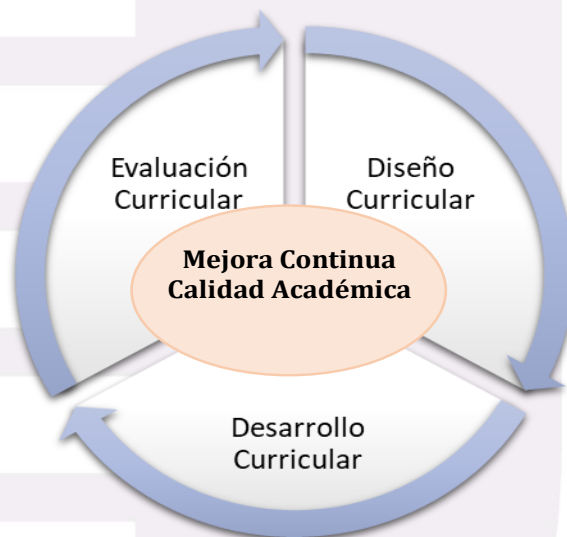 Evaluación
Curricular
Diseño
Curricular
Mejora Continua
Calidad Académica
Desarrollo
Curricular